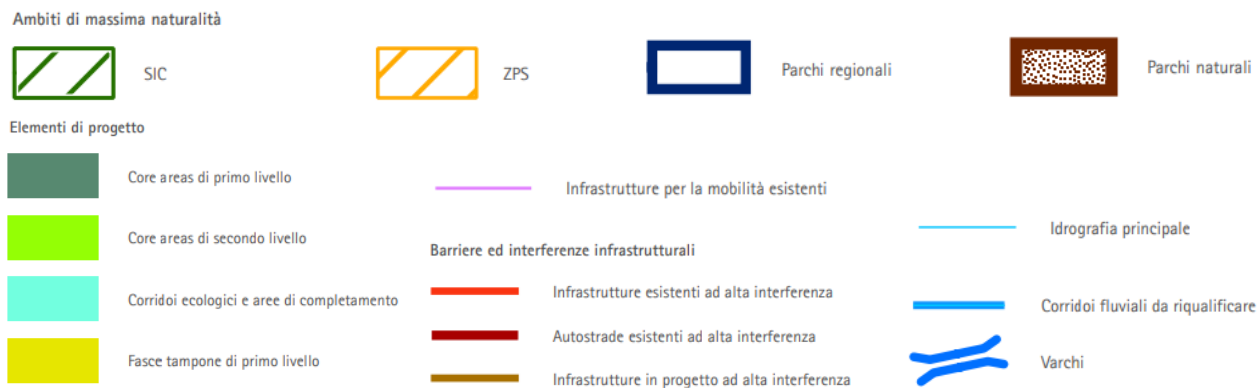 Ambiti di massima naturalità
SIC
ZPS
Parchi regionali
Parchi naturali
Elementi di progetto
Core areas di primo livello
Core areas di secondo livello
Corridoi ecologici e aree di completamento
Fasce tampone di primo livello
Infrastrutture per la mobilità esistenti
Barriere ed interferenze infrastrutturali
Infrastrutture esistenti ad alta interferenza
Autostrade esistenti ad alta interferenza
Infrastrutture in progetto ad alta interferenza
Idrografia principale
Corridoi fluviali da riqualificare
Varchi